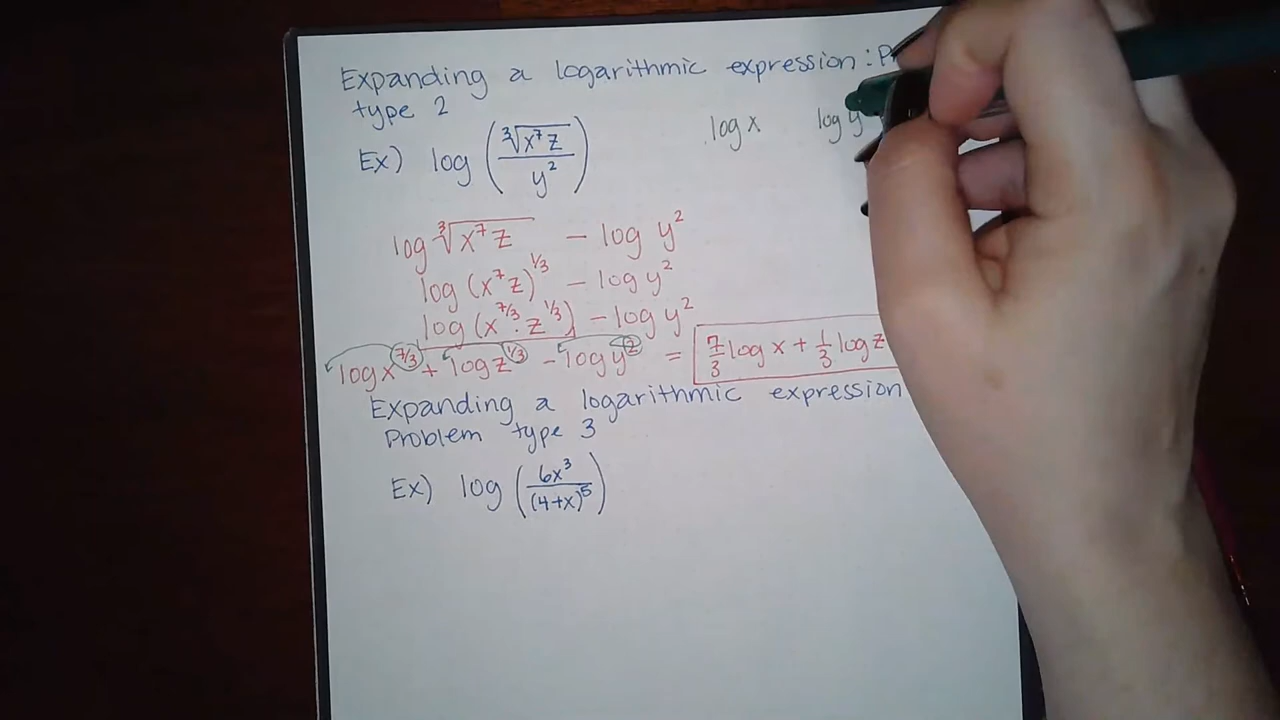 Expanding a logarithmic expression :
type 2
log x log y
Ex) log (∛(x⁷z) / y²)
log ∛(x⁷z) − log y²
log (x⁷z)^1/3 − log y²
log (x^7/3 · z^1/3) − log y²
log x^7/3 + log z^1/3 − log y² = 7/3 log x + 1/3 log z
Expanding a logarithmic expression
Problem type 3
Ex) log (6x³ / (4+x)⁵)